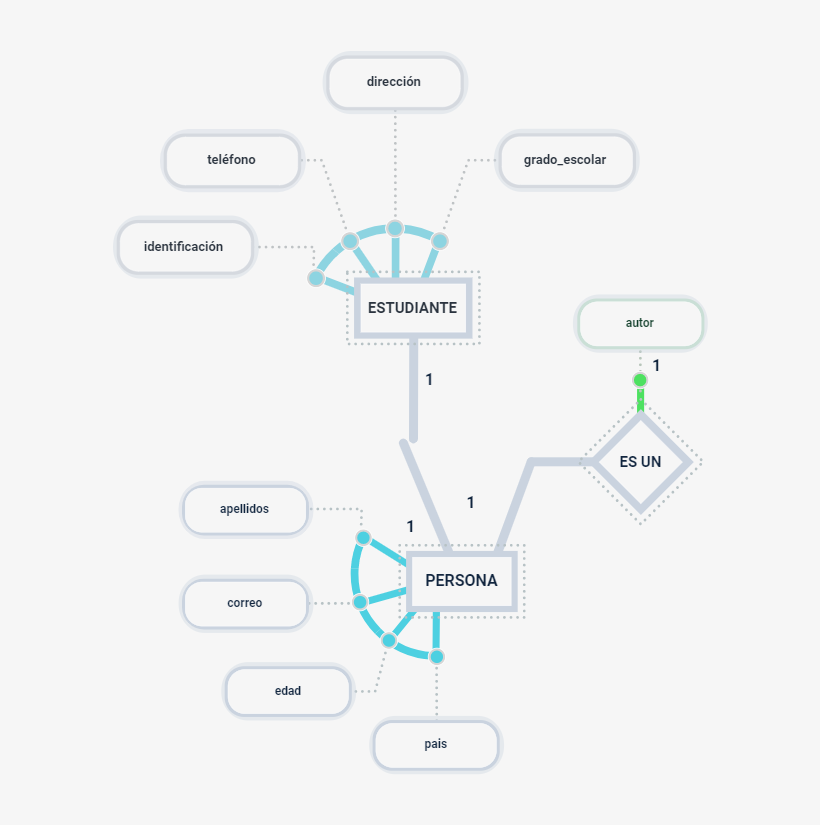 dirección
teléfono
grado_escolar
identificación
ESTUDIANTE
autor
1
1
ES UN
1
1
apellidos
PERSONA
correo
edad
pais